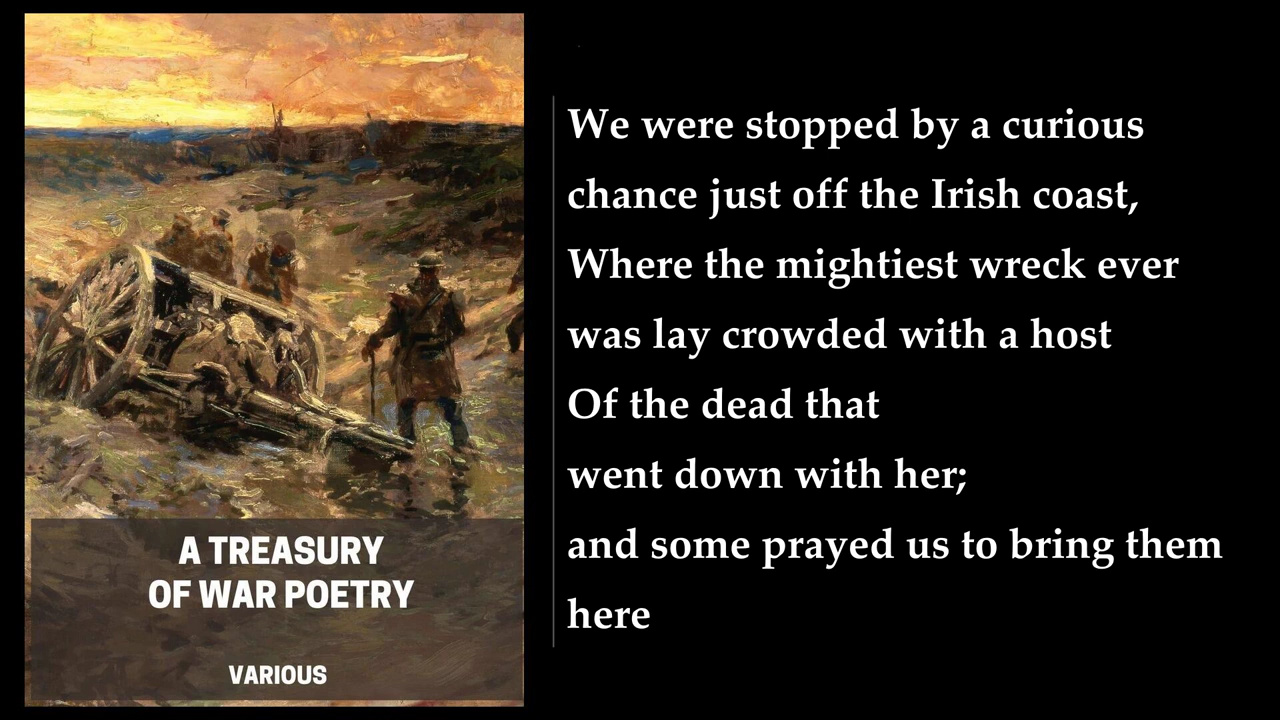 A TREASURY
OF WAR POETRY
VARIOUS
We were stopped by a curious
chance just off the Irish coast,
Where the mightiest wreck ever
was lay crowded with a host
Of the dead that
went down with her;
and some prayed us to bring them
here